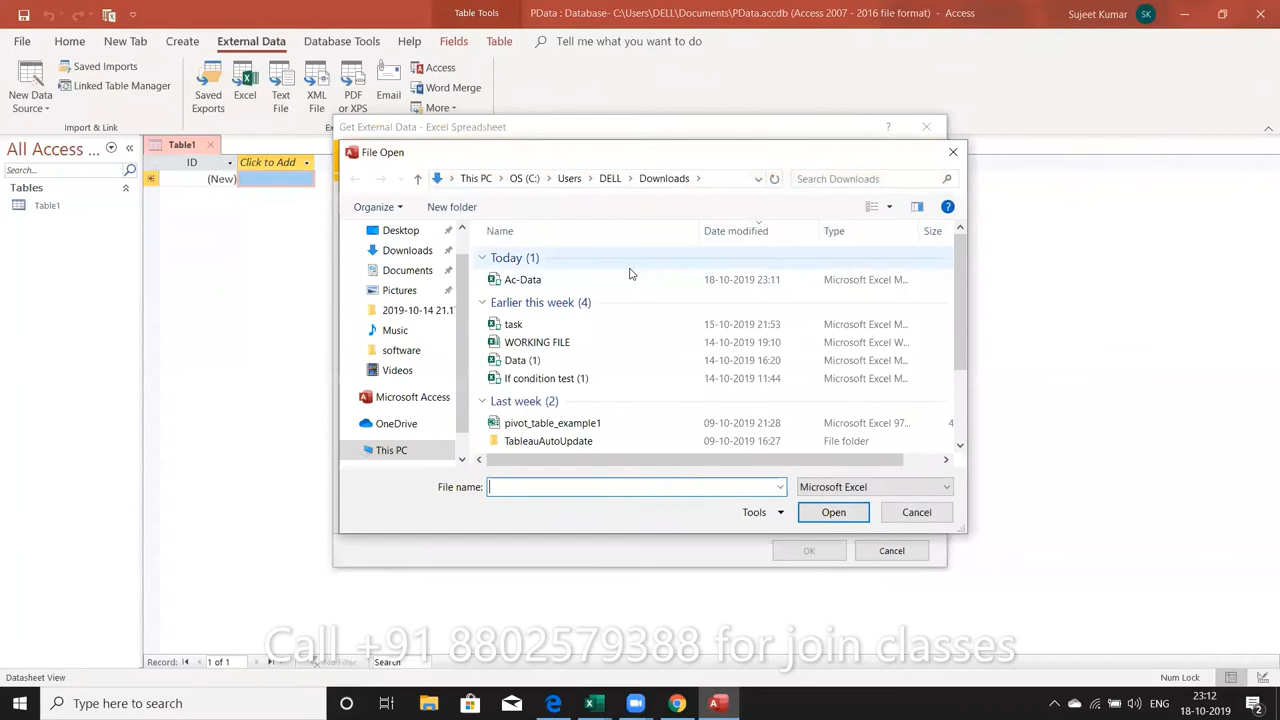 Table Tools
PData : Database- C:\Users\DELL\Documents\PData.accdb (Access 2007 - 2016 file format) - Access
Sujeet Kumar SK
File Home New Tab Create External Data Database Tools Help Fields Table Tell me what you want to do
New Data
Source
Saved Imports
Linked Table Manager
Import & Link
Saved
Exports
Excel
Text
File
XML
File
PDF
or XPS
Email
Access
Word Merge
More
All Access ...
Search...
Tables
Table1
Table1
ID Click to Add
(New)
Get External Data - Excel Spreadsheet ?
File Open
This PC OS (C:) Users DELL Downloads
Search Downloads
Organize New folder
Desktop
Downloads
Documents
Pictures
2019-10-14 21.1
Music
software
Videos
Microsoft Access
OneDrive
This PC
Name Date modified Type Size
Today (1)
Ac-Data 18-10-2019 23:11 Microsoft Excel M...
Earlier this week (4)
task 15-10-2019 21:53 Microsoft Excel M...
WORKING FILE 14-10-2019 19:10 Microsoft Excel W...
Data (1) 14-10-2019 16:20 Microsoft Excel M...
If condition test (1) 14-10-2019 11:44 Microsoft Excel M...
Last week (2)
pivot_table_example1 09-10-2019 21:28 Microsoft Excel 97... 4
TableauAutoUpdate 09-10-2019 16:27 File folder
File name: Microsoft Excel
Tools Open Cancel
OK Cancel
Call +91 8802579388 for join classes
Record: 1 of 1 No Filter Search
Datasheet View Num Lock
Type here to search
ENG
23:12
18-10-2019
2